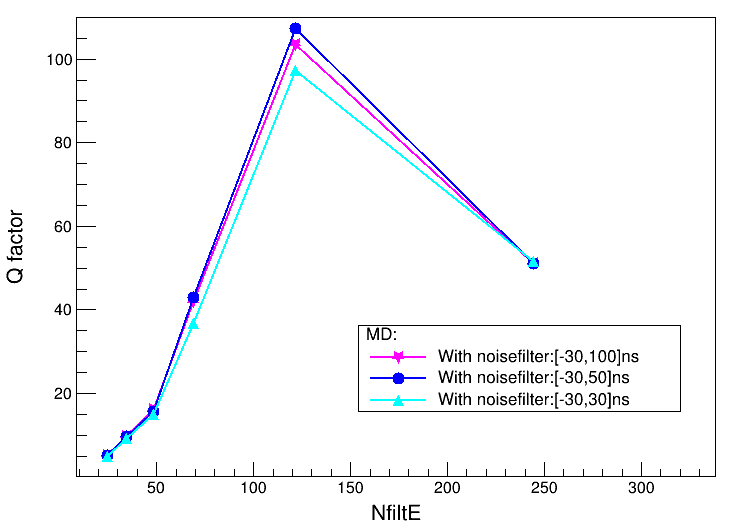 100
80
60
40
20
Q factor
MD:
With noisefilter:[-30,100]ns
With noisefilter:[-30,50]ns
With noisefilter:[-30,30]ns
50 100 150 200 250 300
NfiltE